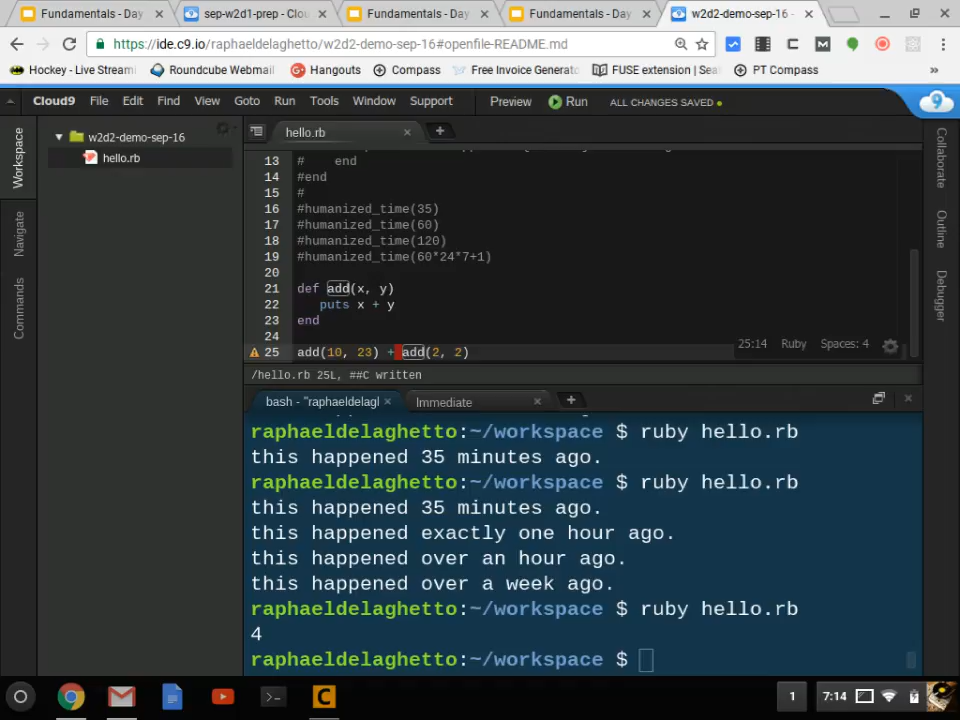 Fundamentals - Day
sep-w2d1-prep - Clou
Fundamentals - Day
Fundamentals - Day
w2d2-demo-sep-16 -
https://ide.c9.io/raphaeldelaghetto/w2d2-demo-sep-16#openfile-README.md
Hockey - Live Stream
Roundcube Webmail
Hangouts
Compass
Free Invoice Generato
FUSE extension | Sea
PT Compass
»
Cloud9 File Edit Find View Goto Run Tools Window Support Preview Run ALL CHANGES SAVED
Workspace
Navigate
Commands
w2d2-demo-sep-16
hello.rb
hello.rb
13 #    end
14 #end
15 #
16 #humanized_time(35)
17 #humanized_time(60)
18 #humanized_time(120)
19 #humanized_time(60*24*7+1)
20
21 def add(x, y)
22    puts x + y
23 end
24
25 add(10, 23) + add(2, 2)
25:14 Ruby Spaces: 4
/hello.rb 25L, ##C written
Collaborate
Outline
Debugger
bash - "raphaeldelagl
Immediate
raphaeldelaghetto:~/workspace $ ruby hello.rb
this happened 35 minutes ago.
raphaeldelaghetto:~/workspace $ ruby hello.rb
this happened 35 minutes ago.
this happened exactly one hour ago.
this happened over an hour ago.
this happened over a week ago.
raphaeldelaghetto:~/workspace $ ruby hello.rb
4
raphaeldelaghetto:~/workspace $
1
7:14